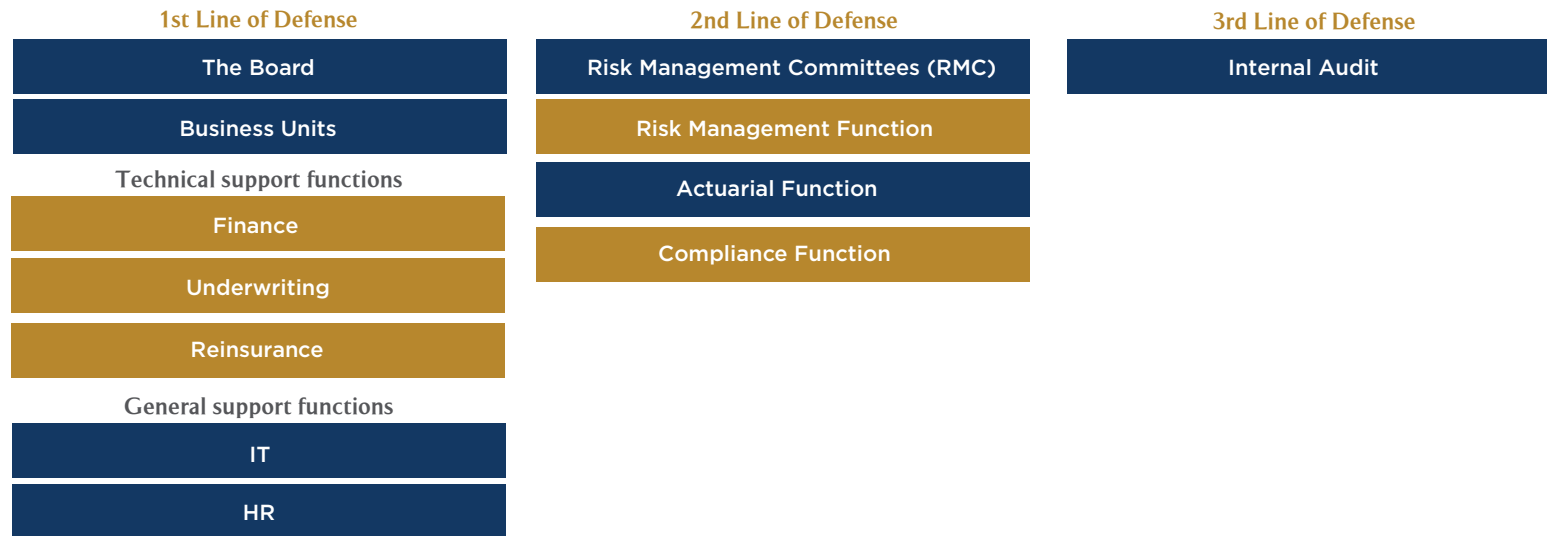 1st Line of Defense
The Board
Business Units
Technical support functions
Finance
Underwriting
Reinsurance
General support functions
IT
HR
2nd Line of Defense
Risk Management Committees (RMC)
Risk Management Function
Actuarial Function
Compliance Function
3rd Line of Defense
Internal Audit